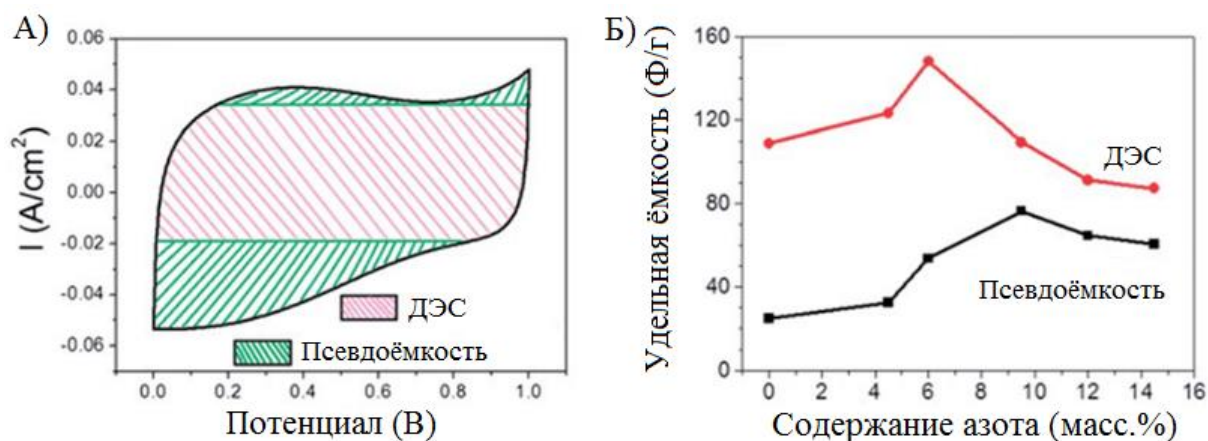 А)
0.06
0.04
0.02
0.00
-0.02
-0.04
-0.06
I (A/cm²)
0.0 0.2 0.4 0.6 0.8 1.0
Потенциал (В)
ДЭС
Псевдоёмкость
Б)
160
120
80
40
0
Удельная ёмкость (Ф/г)
ДЭС
Псевдоёмкость
0 2 4 6 8 10 12 14 16
Содержание азота (масс.%)